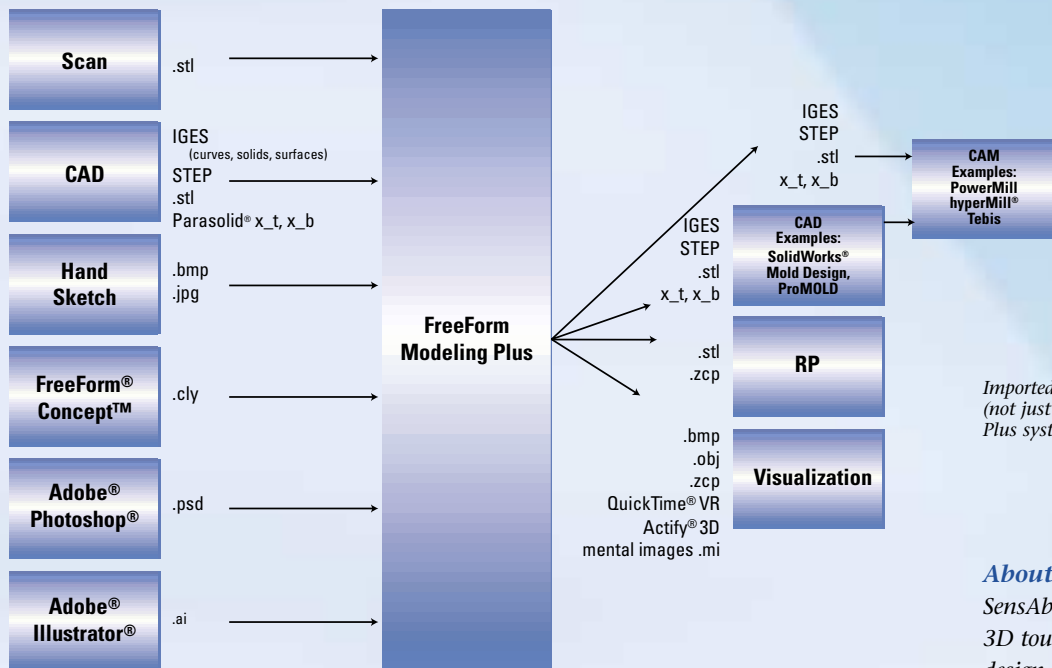 Scan
.stl
CAD
IGES
(curves, solids, surfaces)
STEP
.stl
Parasolid® x_t, x_b
Hand
Sketch
.bmp
.jpg
FreeForm®
Concept™
.cly
Adobe®
Photoshop®
.psd
Adobe®
Illustrator®
.ai
FreeForm
Modeling Plus
IGES
STEP
.stl
x_t, x_b
CAM
Examples:
PowerMill
hyperMill®
Tebis
IGES
STEP
.stl
x_t, x_b
CAD
Examples:
SolidWorks®
Mold Design,
ProMOLD
.stl
.zcp
RP
.bmp
.obj
.zcp
QuickTime® VR
Actify® 3D
mental images .mi
Visualization
Imported
(not just
Plus
About
3D